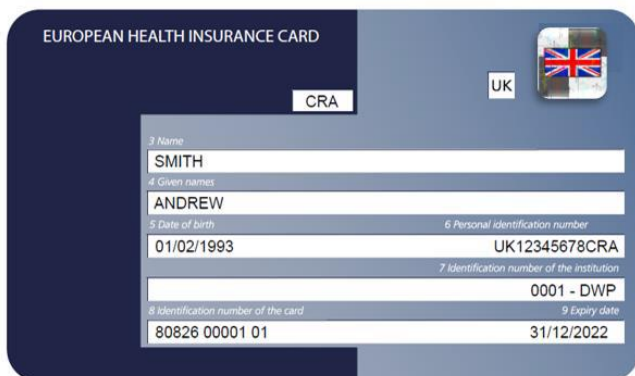 EUROPEAN HEALTH INSURANCE CARD
UK
CRA
3 Name
SMITH
4 Given names
ANDREW
5 Date of birth 6 Personal identification number
01/02/1993 UK12345678CRA
7 Identification number of the institution
0001 - DWP
8 Identification number of the card 9 Expiry date
80826 00001 01 31/12/2022